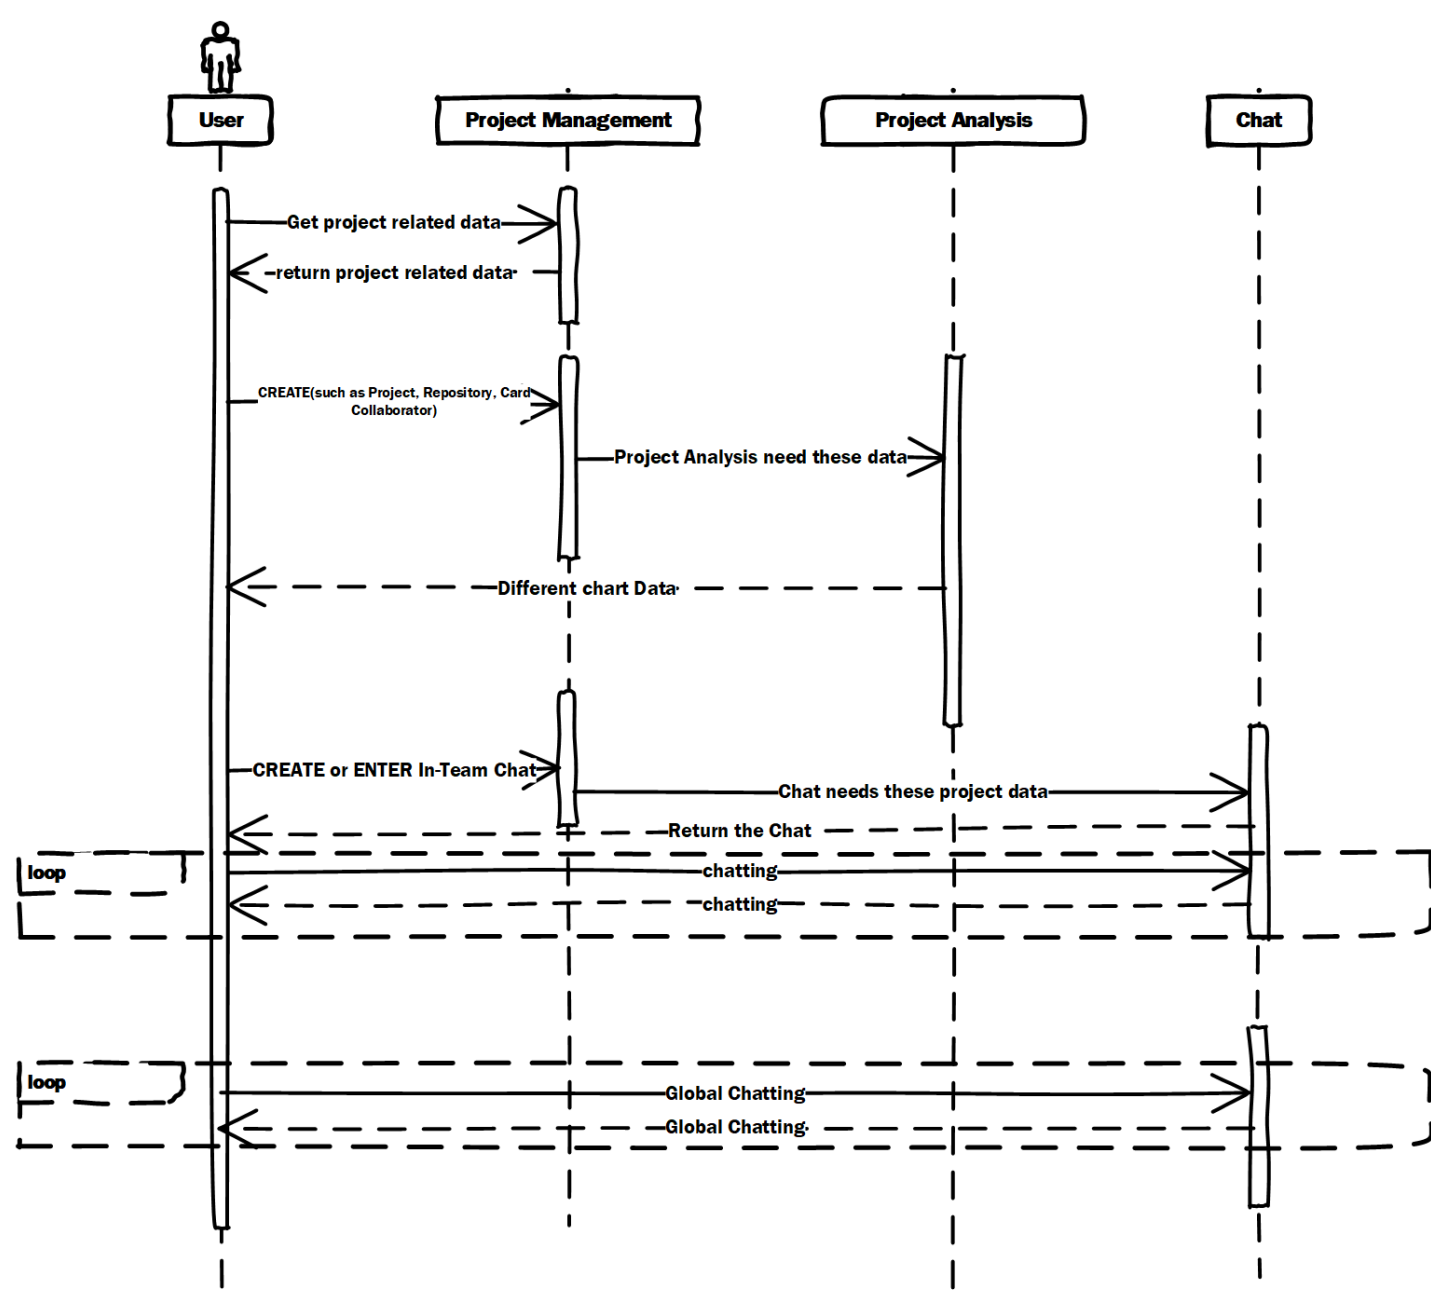 User
Project Management
Project Analysis
Chat
Get project related data
return project related data
CREATE(such as Project, Repository, Card
Collaborator)
Project Analysis need these data
Different chart Data
CREATE or ENTER In-Team Chat
Chat needs these project data
Return the Chat
loop
chatting
chatting
loop
Global Chatting
Global Chatting